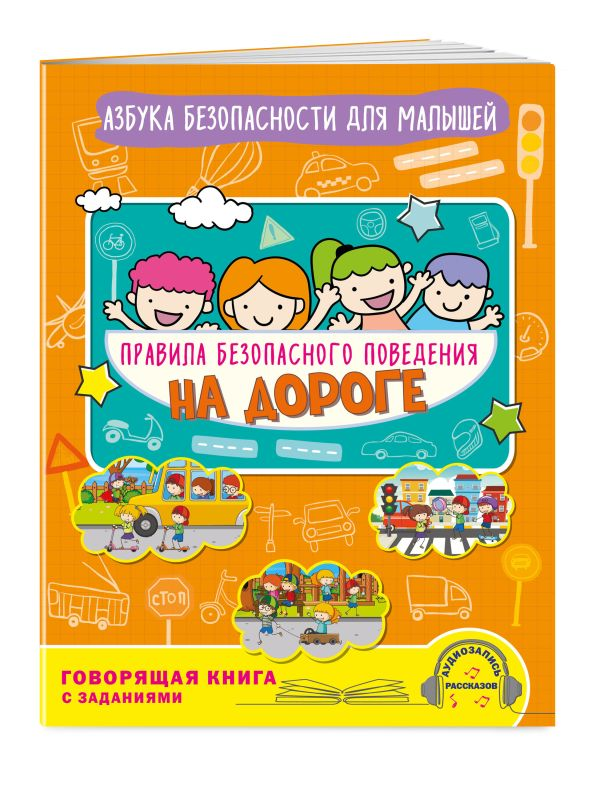 АЗБУКА БЕЗОПАСНОСТИ ДЛЯ МАЛЫШЕЙ
ПРАВИЛА БЕЗОПАСНОГО ПОВЕДЕНИЯ
НА ДОРОГЕ
СТОП
ГОВОРЯЩАЯ КНИГА
С ЗАДАНИЯМИ
АУДИОЗАПИСЬ
РАССКАЗОВ